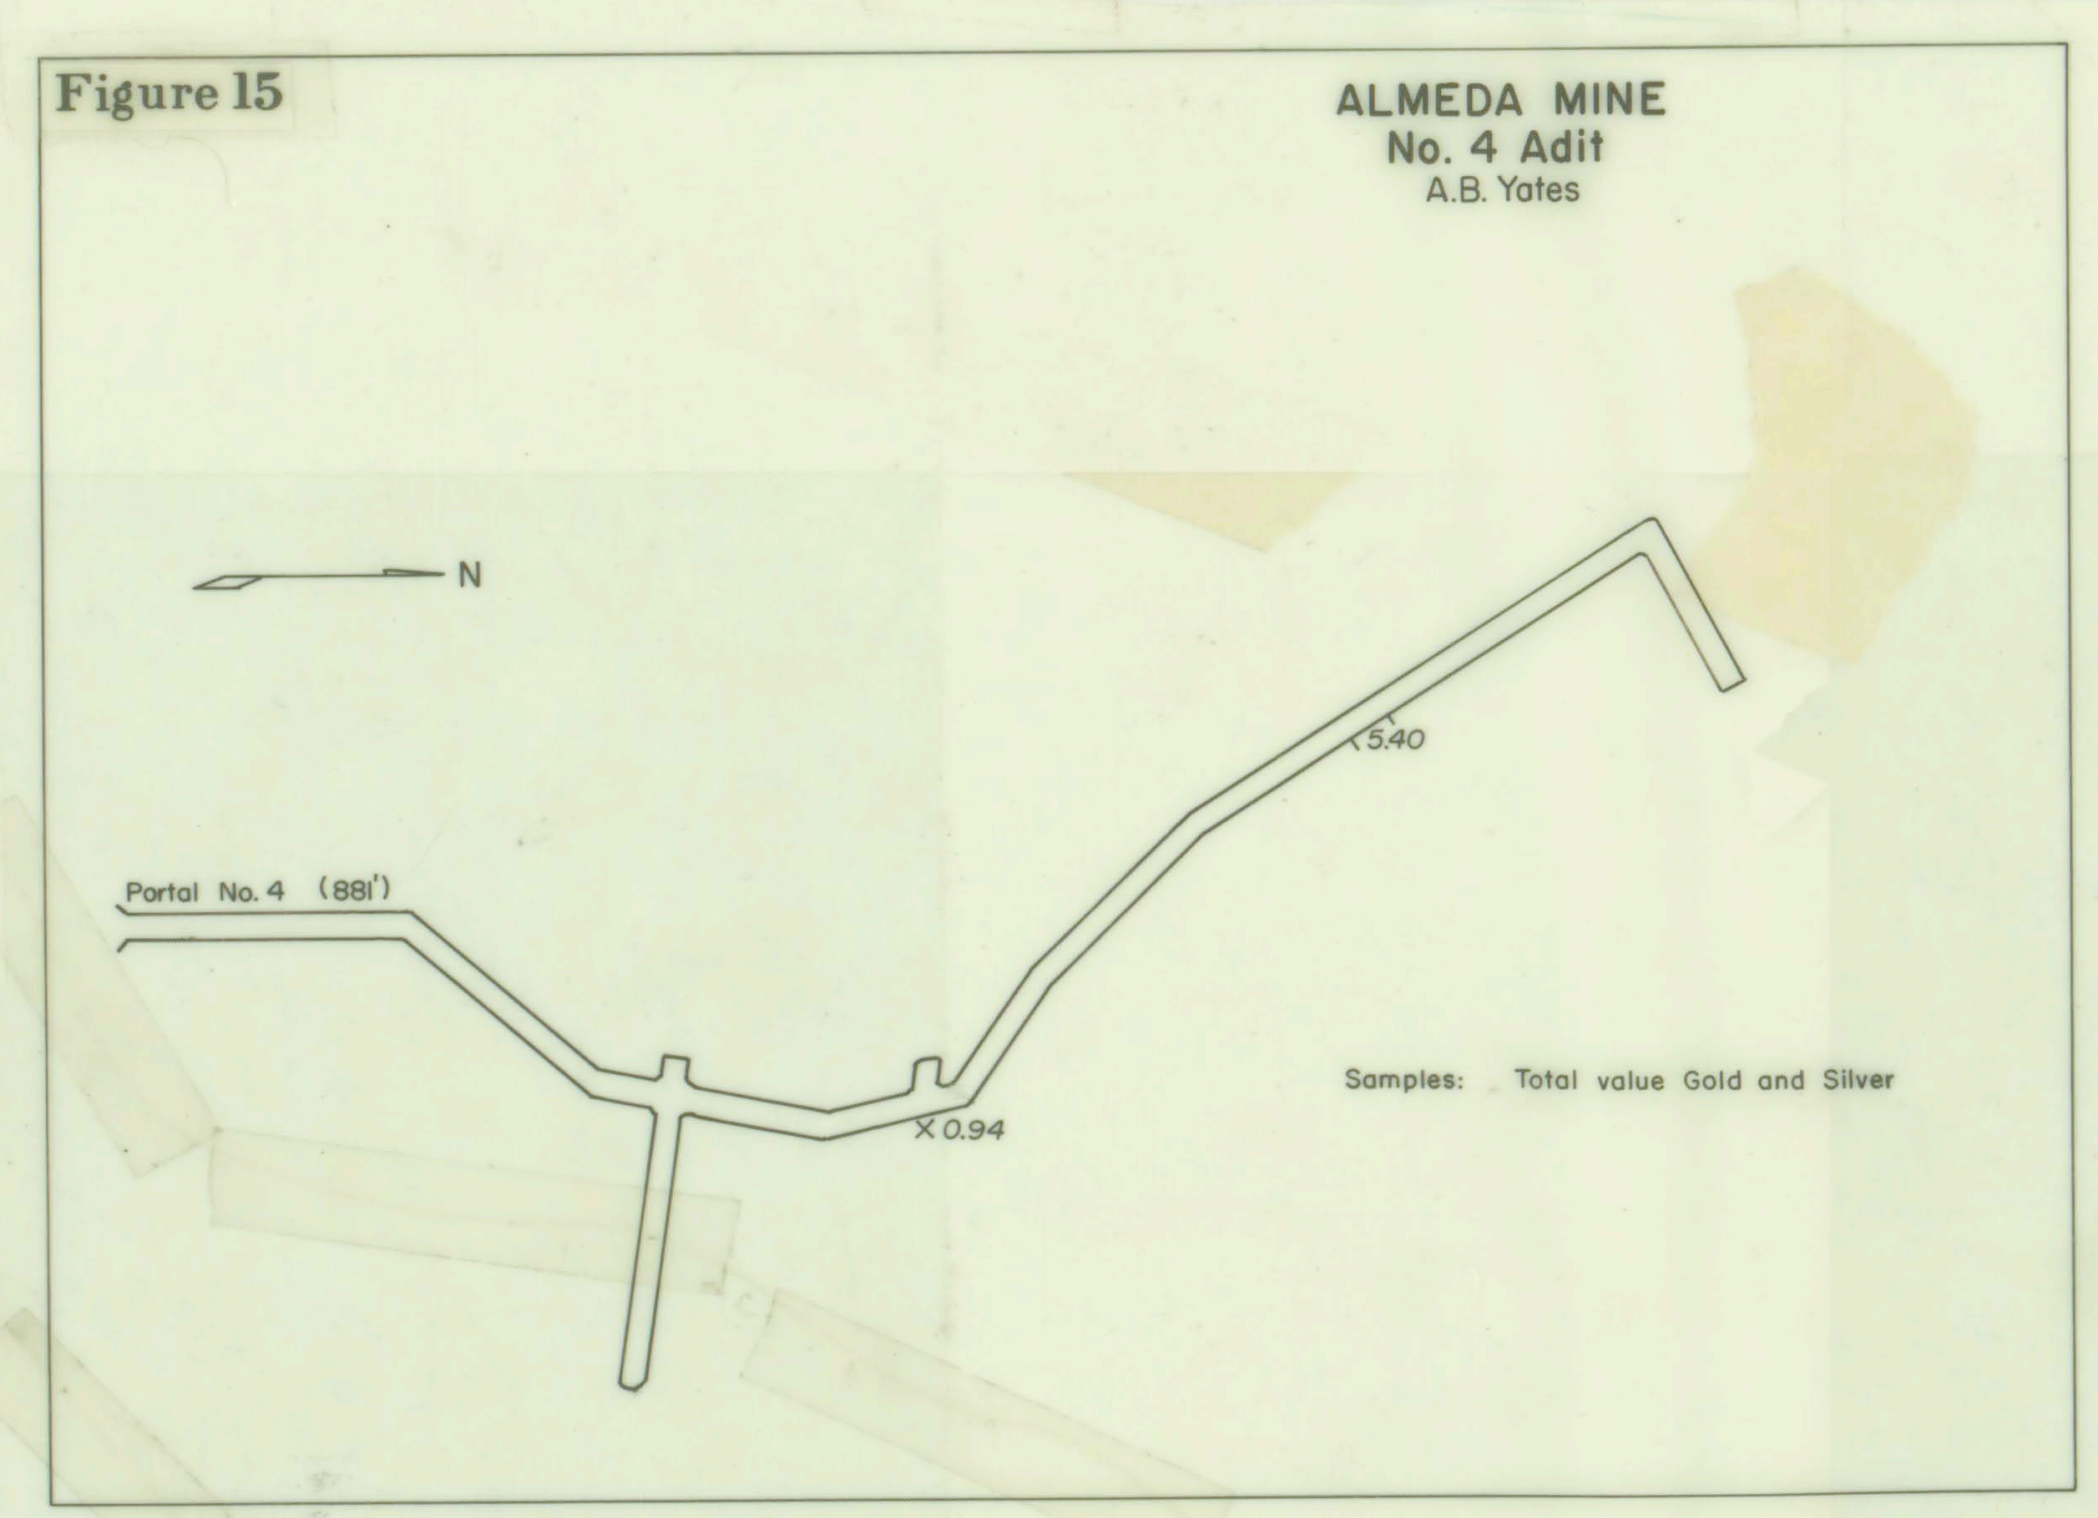 Figure 15
ALMEDA MINE
No. 4 Adit
A.B. Yates
N
5.40
Portal No. 4 (881')
Samples: Total value Gold and Silver
X 0.94